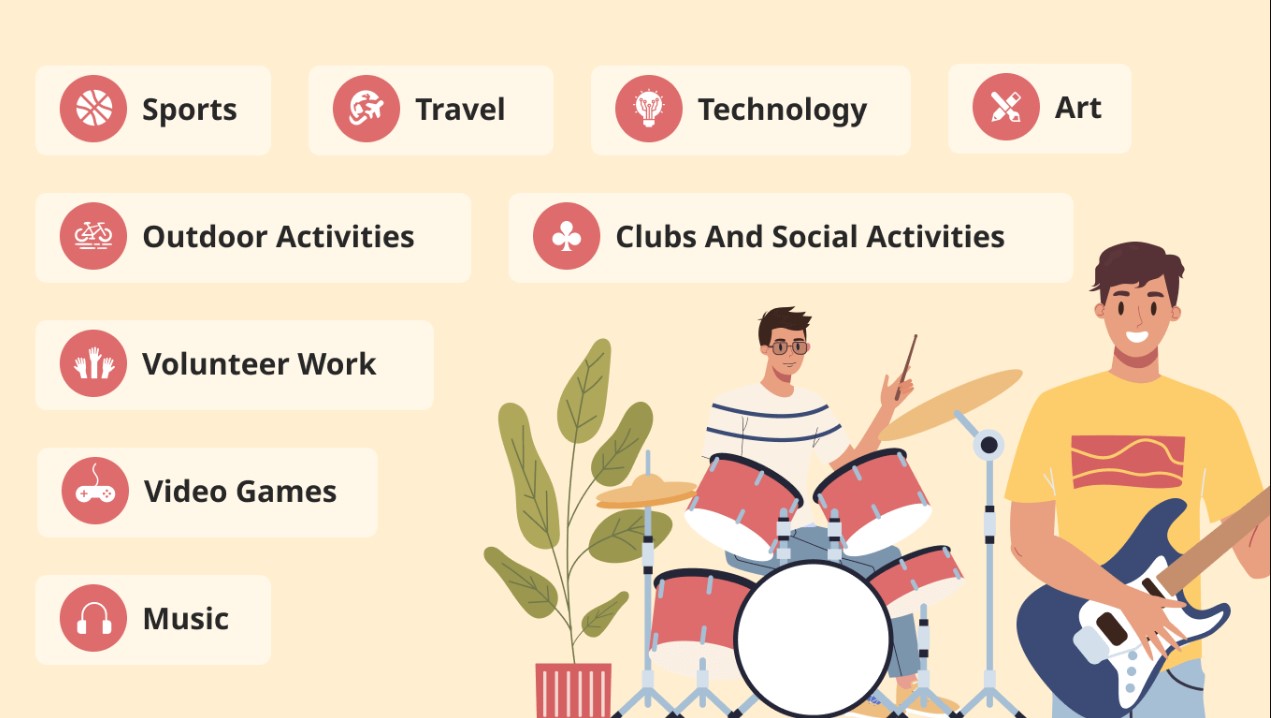 Sports
Travel
Technology
Art
Outdoor Activities
Clubs And Social Activities
Volunteer Work
Video Games
Music